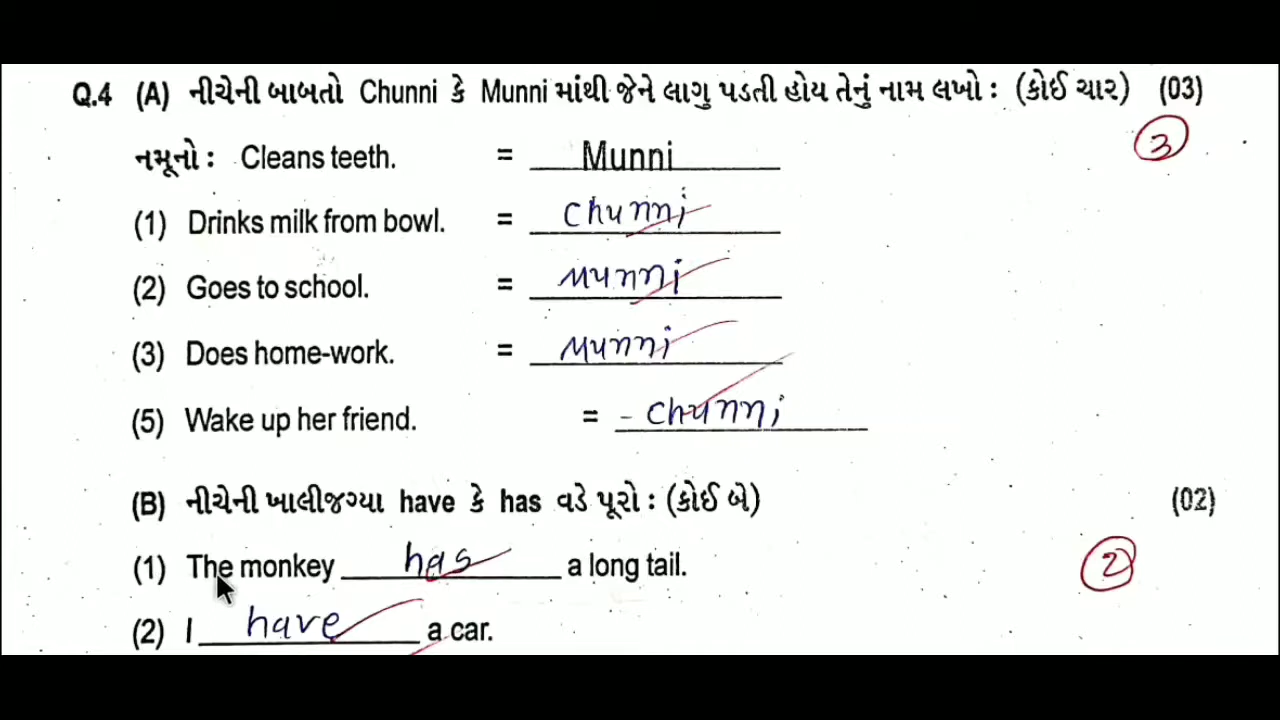 Q.4 (A) નીચેની બાબતો Chunni કે Munni માંથી જેને લાગુ પડતી હોય તેનું નામ લખો : (કોઈ ચાર) (03)
3
નમૂનો : Cleans teeth. = Munni
(1) Drinks milk from bowl. = Chunni
(2) Goes to school. = Munni
(3) Does home-work. = Munni
(5) Wake up her friend. = - Chunni
(B) નીચેની ખાલીજગ્યા have કે has વડે પૂરો : (કોઈ બે) (02)
(1) The monkey has a long tail. 2
(2) I have a car.